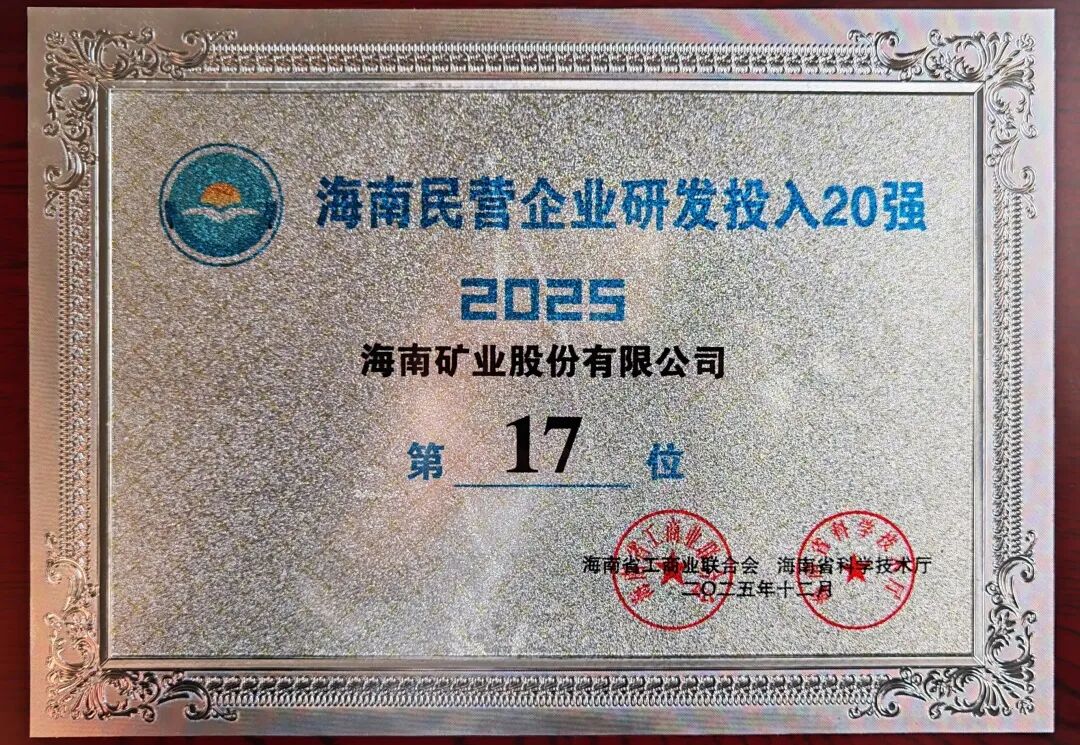 海南民营企业研发投入20强
2025
海南矿业股份有限公司
第 17 位
海南省工商业联合会 海南省科学技术厅
二〇二五年十二月